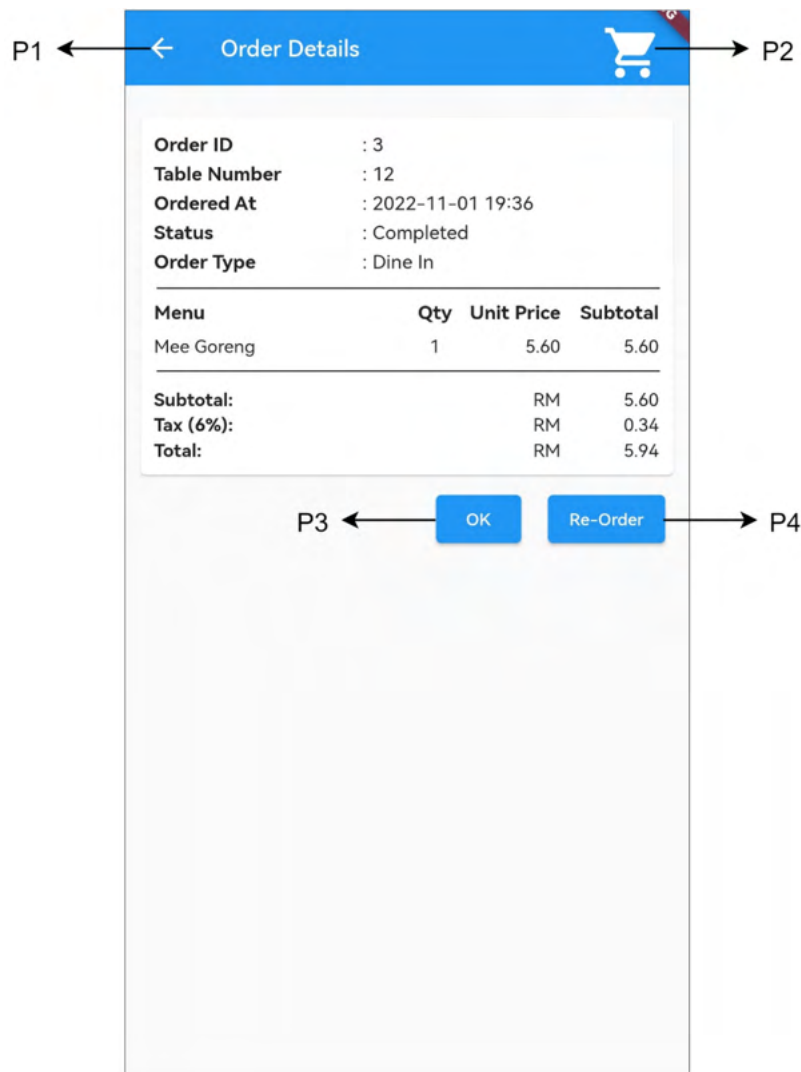 P1 Order Details P2
Order ID : 3
Table Number : 12
Ordered At : 2022-11-01 19:36
Status : Completed
Order Type : Dine In
Menu Qty Unit Price Subtotal
Mee Goreng 1 5.60 5.60
Subtotal: RM 5.60
Tax (6%): RM 0.34
Total: RM 5.94
P3 OK Re-Order P4